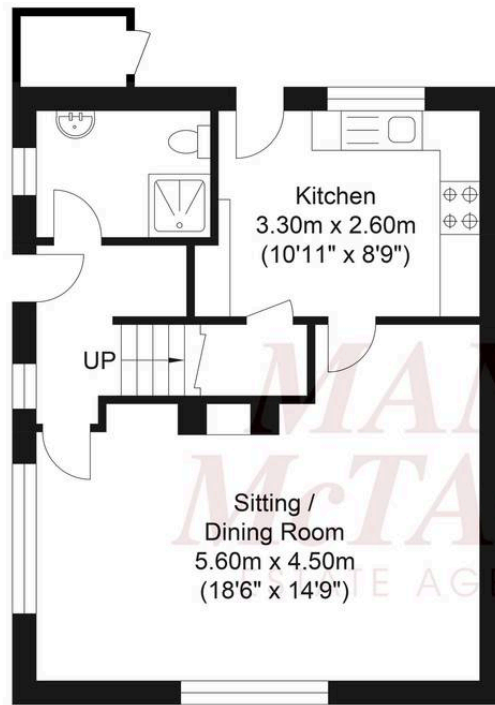 Kitchen
3.30m x 2.60m
(10'11" x 8'9")
UP
Sitting /
Dining Room
5.60m x 4.50m
(18'6" x 14'9")
ESTATE